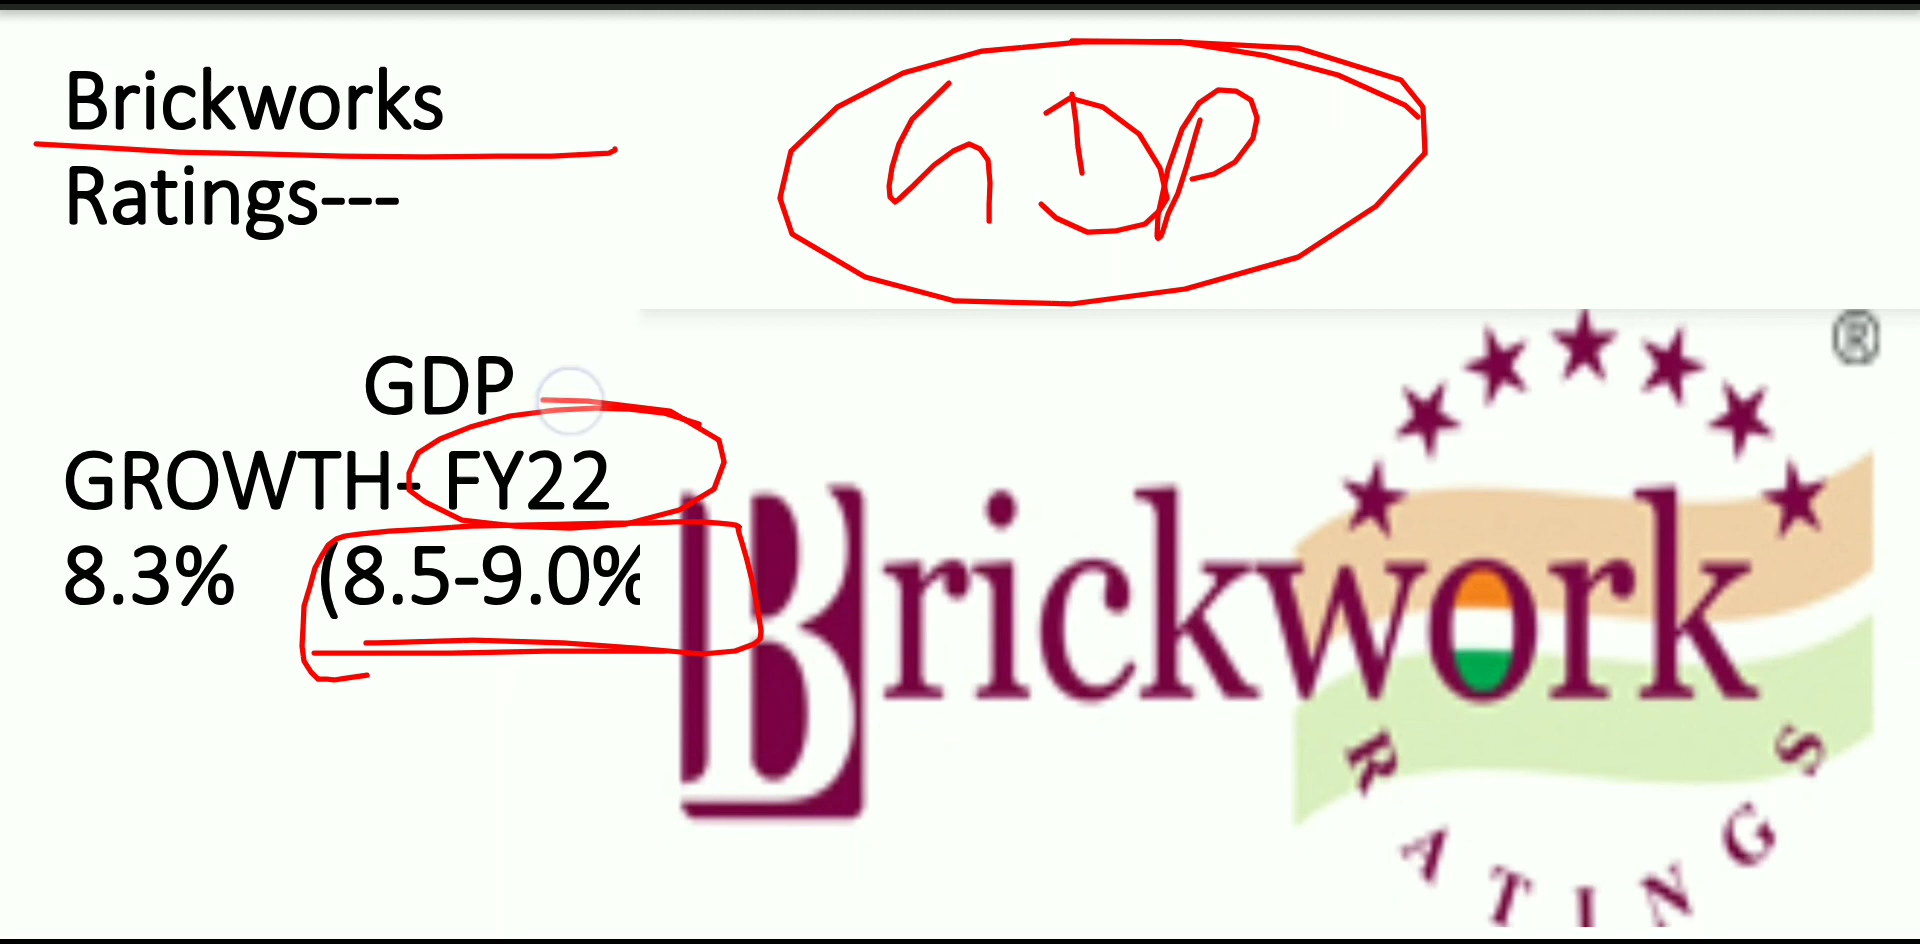 Brickworks
Ratings---
GDP
GDP
GROWTH- FY22
8.3% (8.5-9.0%
®
Brickwork
RATINGS